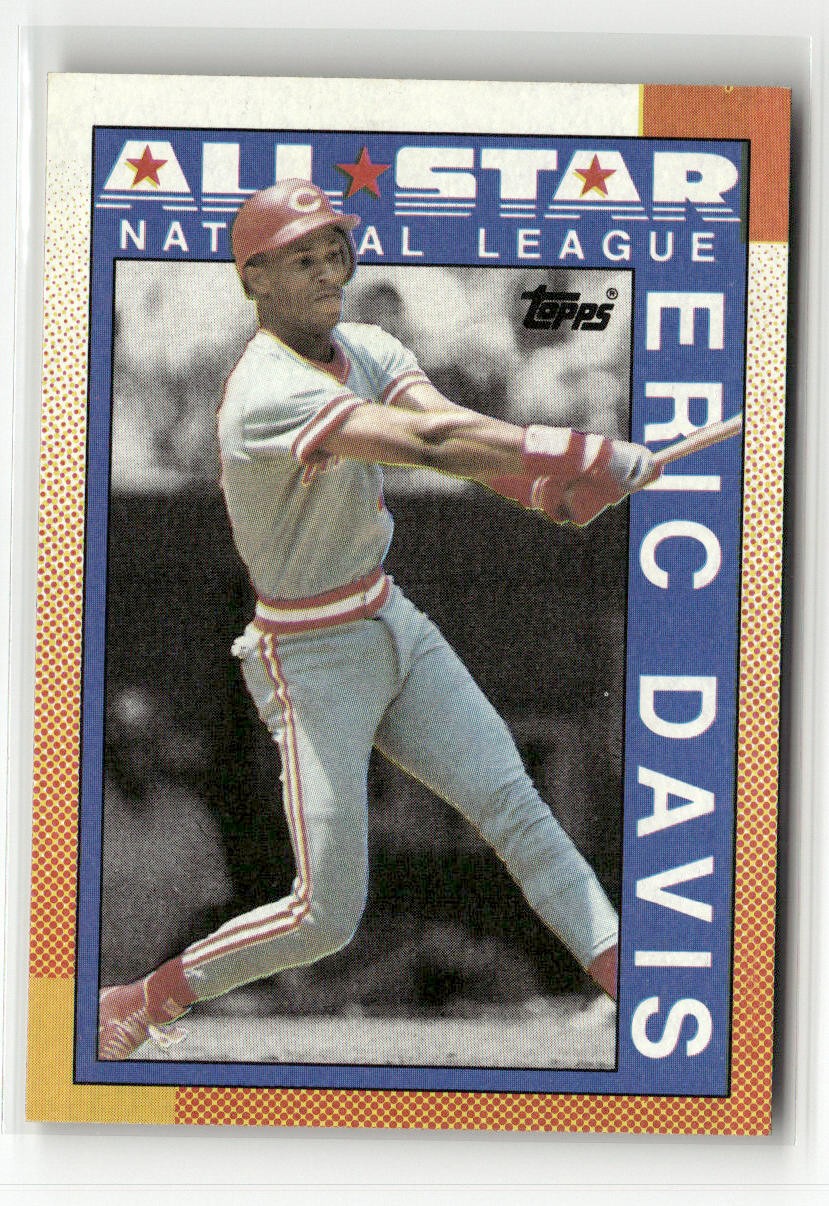 ALL★STAR
NATIONAL LEAGUE
topps®
ERIC DAVIS
C